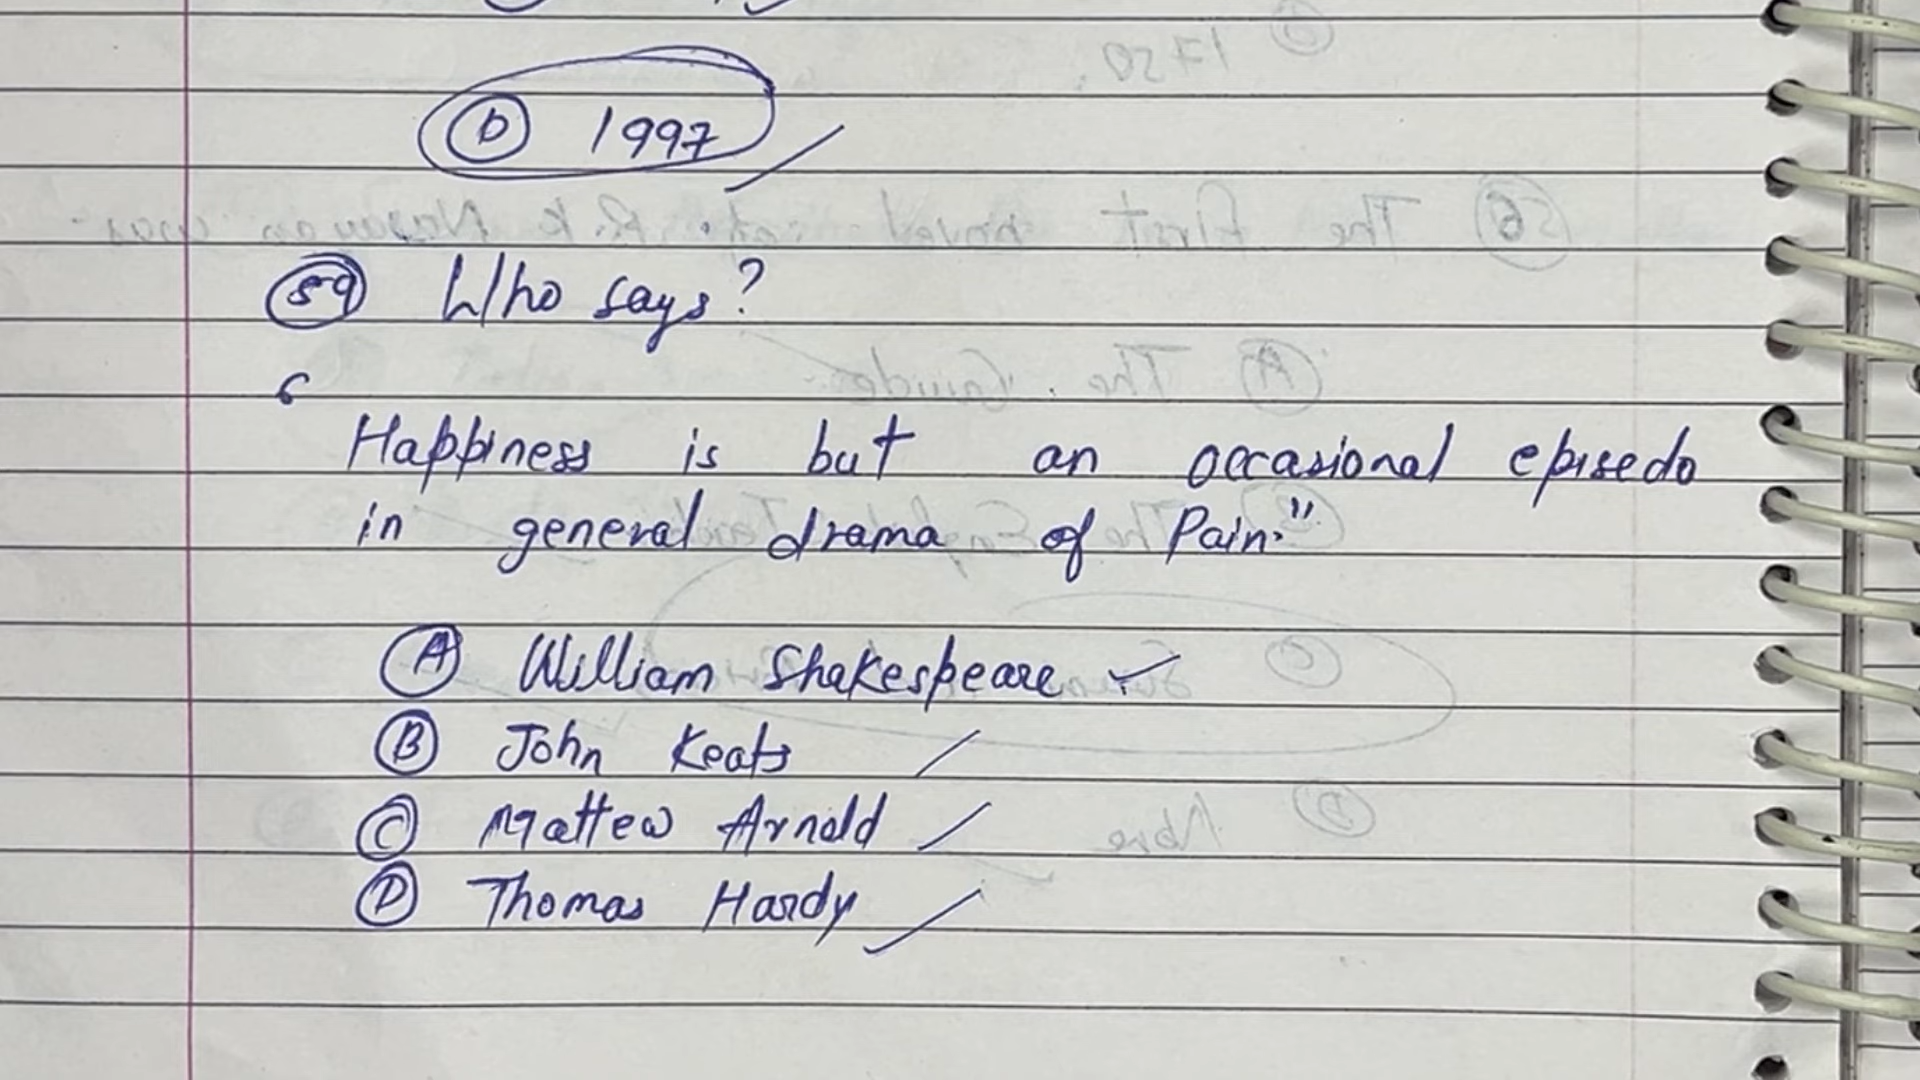 D 1997
59 Who says?
“
Happiness is but an occasional episedo
in general drama of Pain."
A William Shakespeare
B John Keats
C Mattew Arnold
D Thomas Hardy